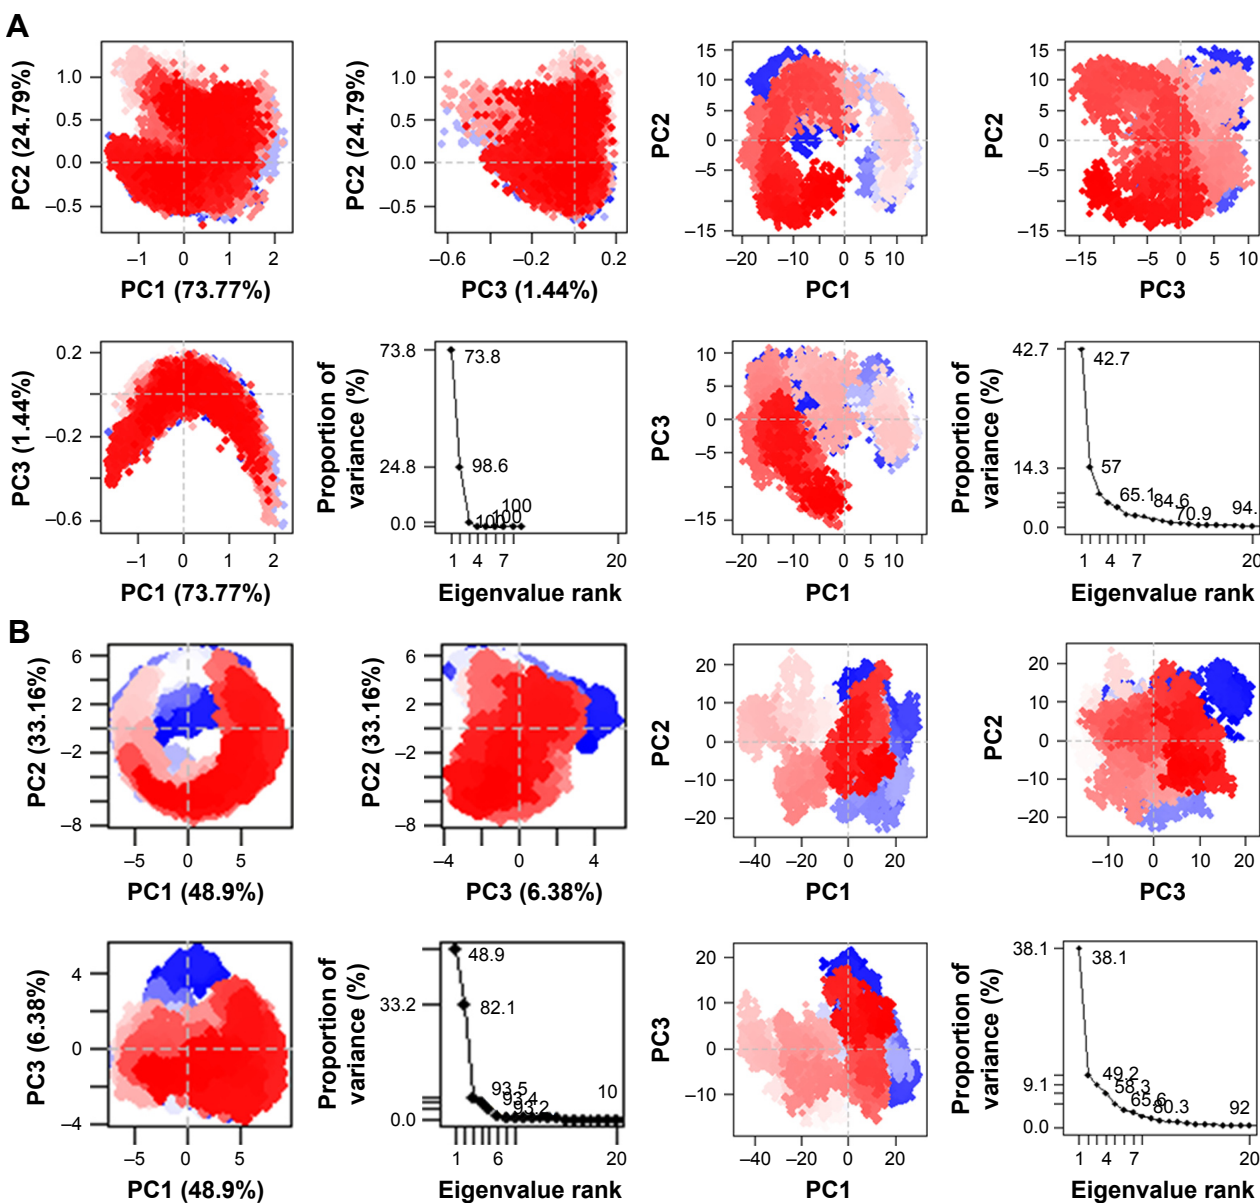 A
PC2 (24.79%)
1.0
0.5
0.0
–0.5
–1 0 1 2
PC1 (73.77%)
PC2 (24.79%)
1.0
0.5
0.0
–0.5
–0.6 –0.2 0.2
PC3 (1.44%)
PC2
15
10
5
0
–5
–15
–20 –10 0 5 10
PC1
PC2
15
10
5
0
–5
–15
–15 –5 0 5 10
PC3
PC3 (1.44%)
0.2
–0.2
–0.6
–1 0 1 2
PC1 (73.77%)
Proportion of
variance (%)
73.8
24.8
0.0
73.8
98.6
100
100
100
1 4 7 20
Eigenvalue rank
PC3
10
5
0
–5
–15
–20 –10 0 5 10
PC1
Proportion of
variance (%)
42.7
14.3
0.0
42.7
57
65.1
84.6
70.9
94.
1 4 7 20
Eigenvalue rank
B
PC2 (33.16%)
6
2
–2
–8
–5 0 5
PC1 (48.9%)
PC2 (33.16%)
6
2
–2
–8
–4 0 4
PC3 (6.38%)
PC2
20
10
0
–10
–20
–40 –20 0 20
PC1
PC2
20
10
0
–10
–20
–10 0 10 20
PC3
PC3 (6.38%)
4
0
–4
–5 0 5
PC1 (48.9%)
Proportion of
variance (%)
33.2
0.0
48.9
82.1
93.5
93.4
93.2
10
1 6 20
Eigenvalue rank
PC3
20
10
0
–10
–40 –20 0 20
PC1
Proportion of
variance (%)
38.1
9.1
0.0
38.1
49.2
58.3
65.6
80.3
92
1 4 7 20
Eigenvalue rank